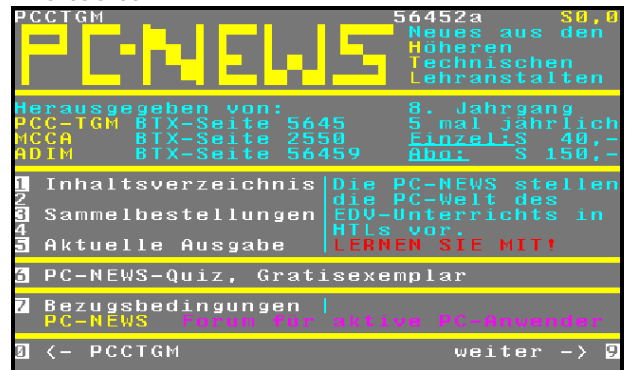 PCCTGM 56452a S0,0
PC-NEWS
Neues aus den
Höheren
Technischen
Lehranstalten
Herausgegeben von: 8. Jahrgang
PCC-TGM BTX-Seite 5645 5 mal jährlich
MCCA BTX-Seite 2550 Einzel:S 40,-
ADIM BTX-Seite 56459 Abo: S 150,-
1 Inhaltsverzeichnis Die PC-NEWS stellen
2 die PC-Welt des
3 Sammelbestellungen EDV-Unterrichts in
4 HTLs vor.
5 Aktuelle Ausgabe LERNEN SIE MIT!
6 PC-NEWS-Quiz, Gratisexemplar
7 Bezugsbedingungen
PC-NEWS Forum für aktive PC-Anwender
0 <- PCCTGM weiter -> 9